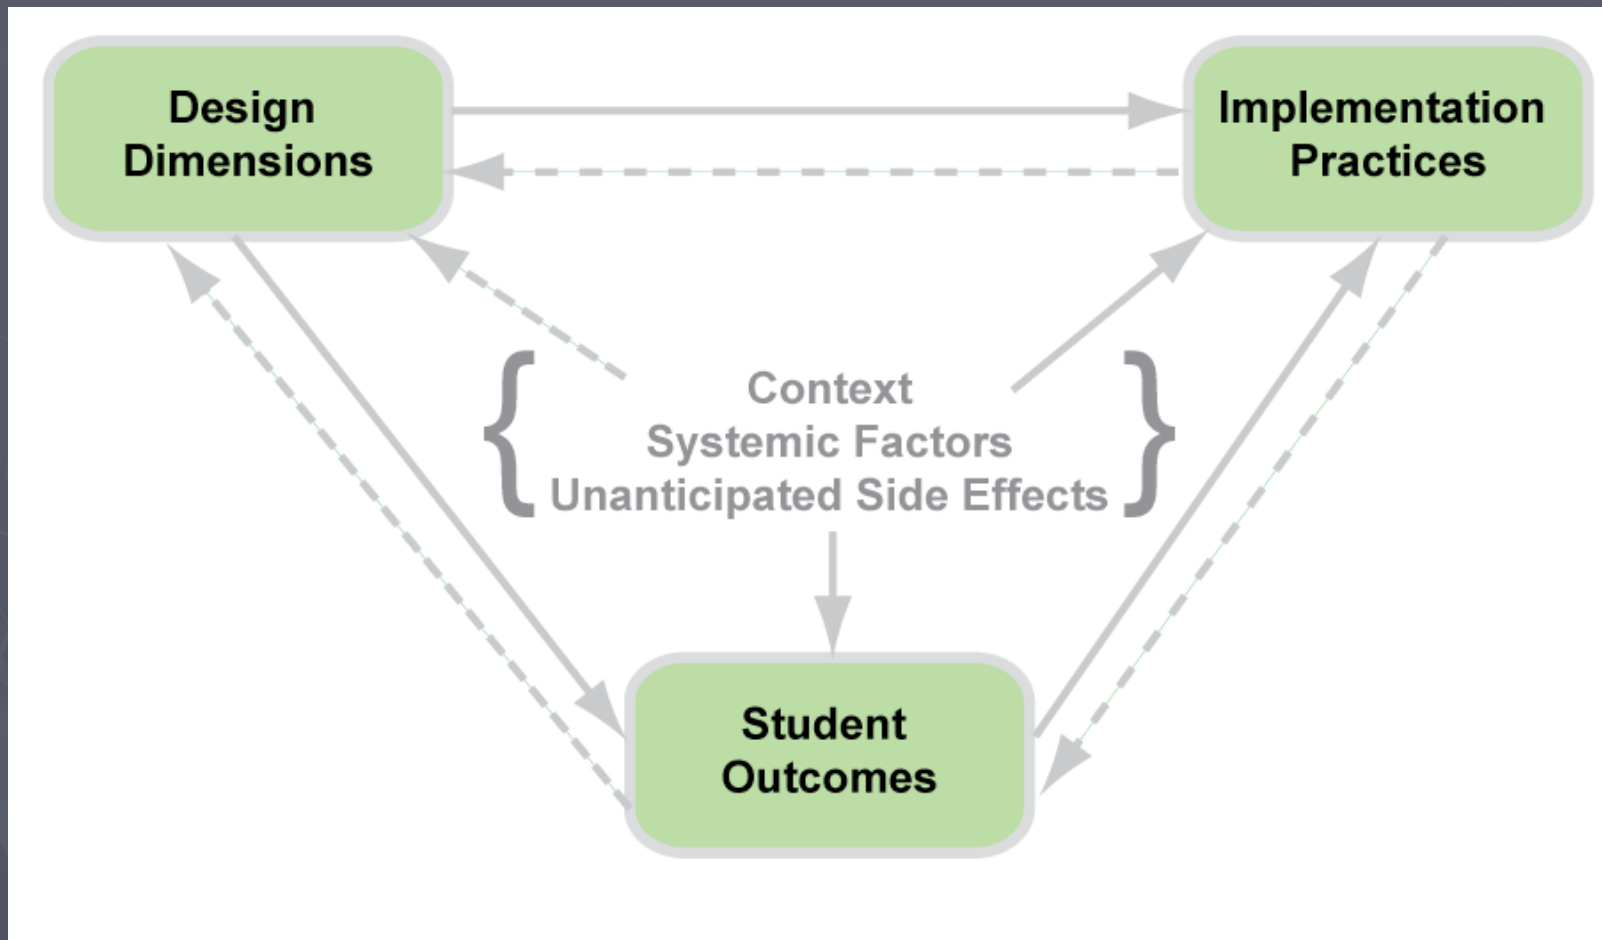 Design
Dimensions
Implementation
Practices
{ Context
Systemic Factors
Unanticipated Side Effects }
Student
Outcomes